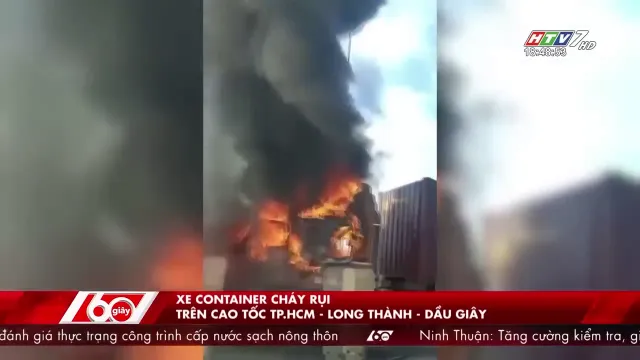 HTV7 HD
18:48:53
60 giây
XE CONTAINER CHÁY RỤI
TRÊN CAO TỐC TP.HCM - LONG THÀNH - DẦU GIÂY
đánh giá thực trạng công trình cấp nước sạch nông thôn
60 giây
Ninh Thuận: Tăng cường kiểm tra, g